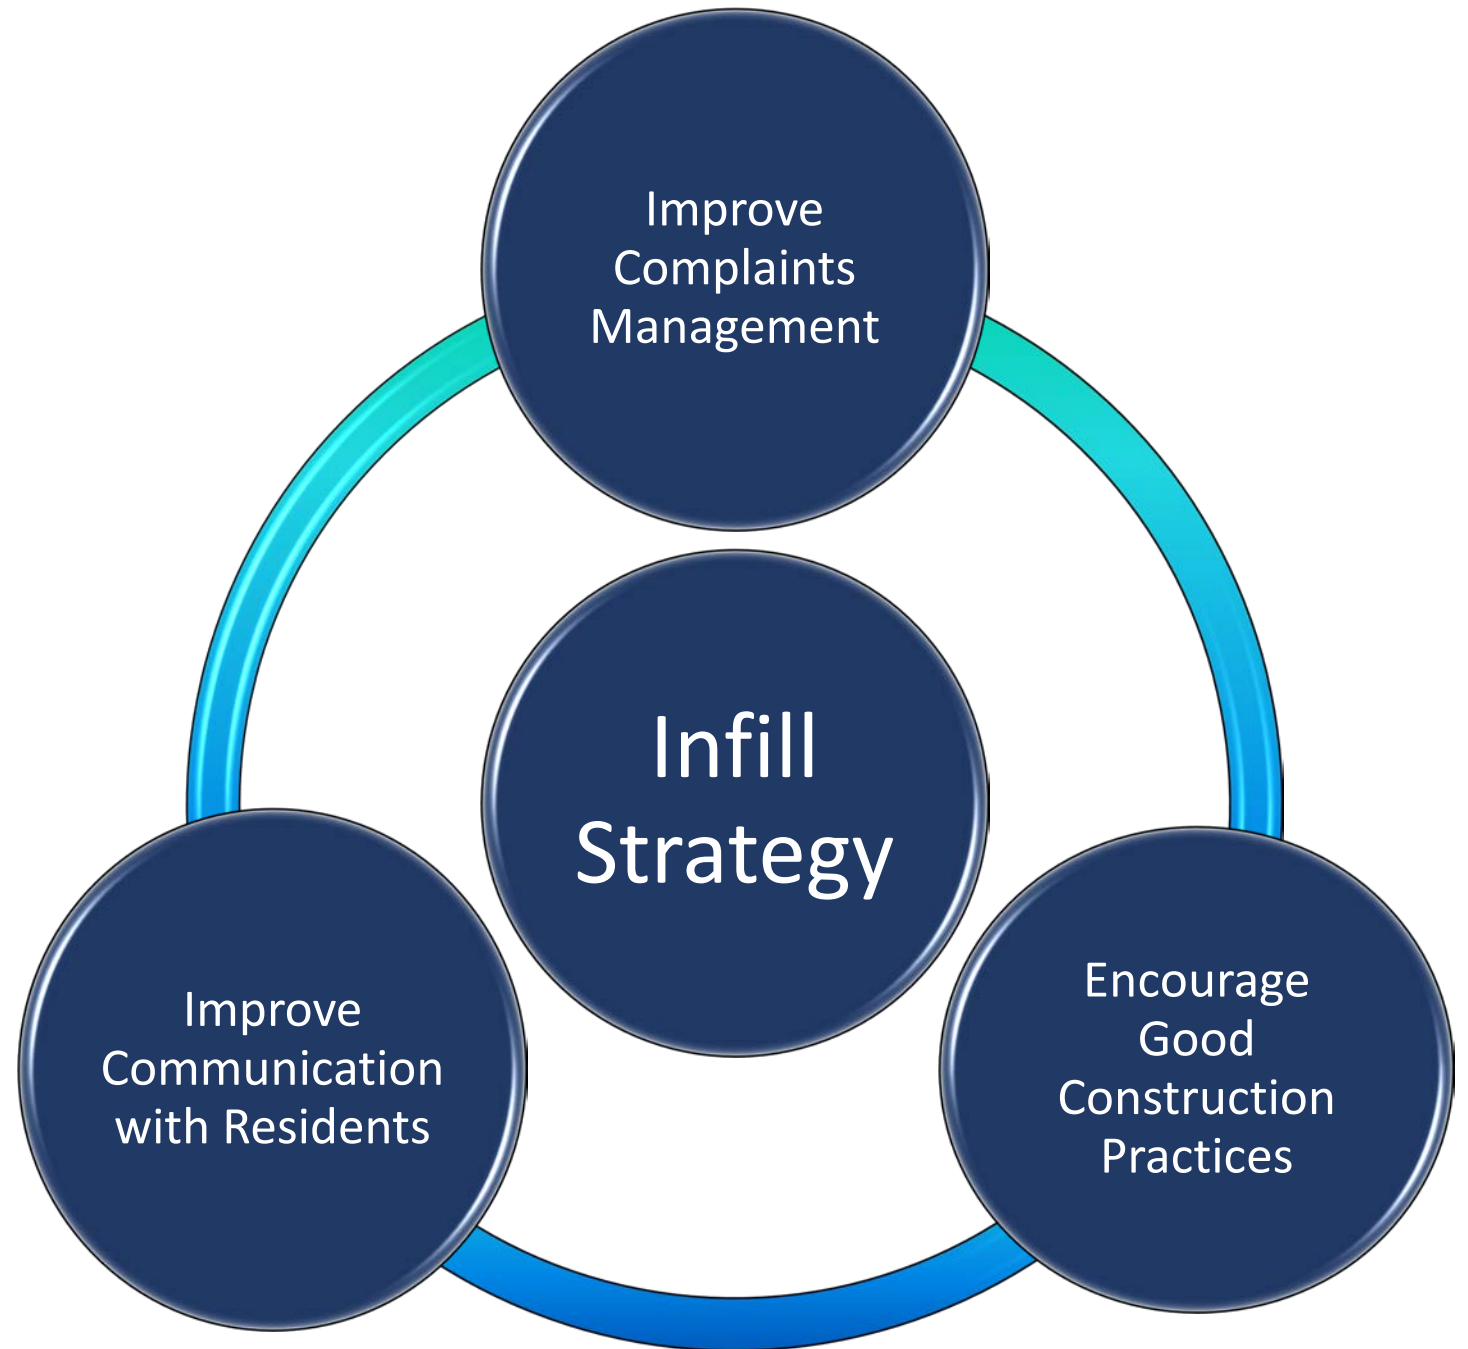 Improve
Complaints
Management
Infill
Strategy
Improve
Communication
with Residents
Encourage
Good
Construction
Practices